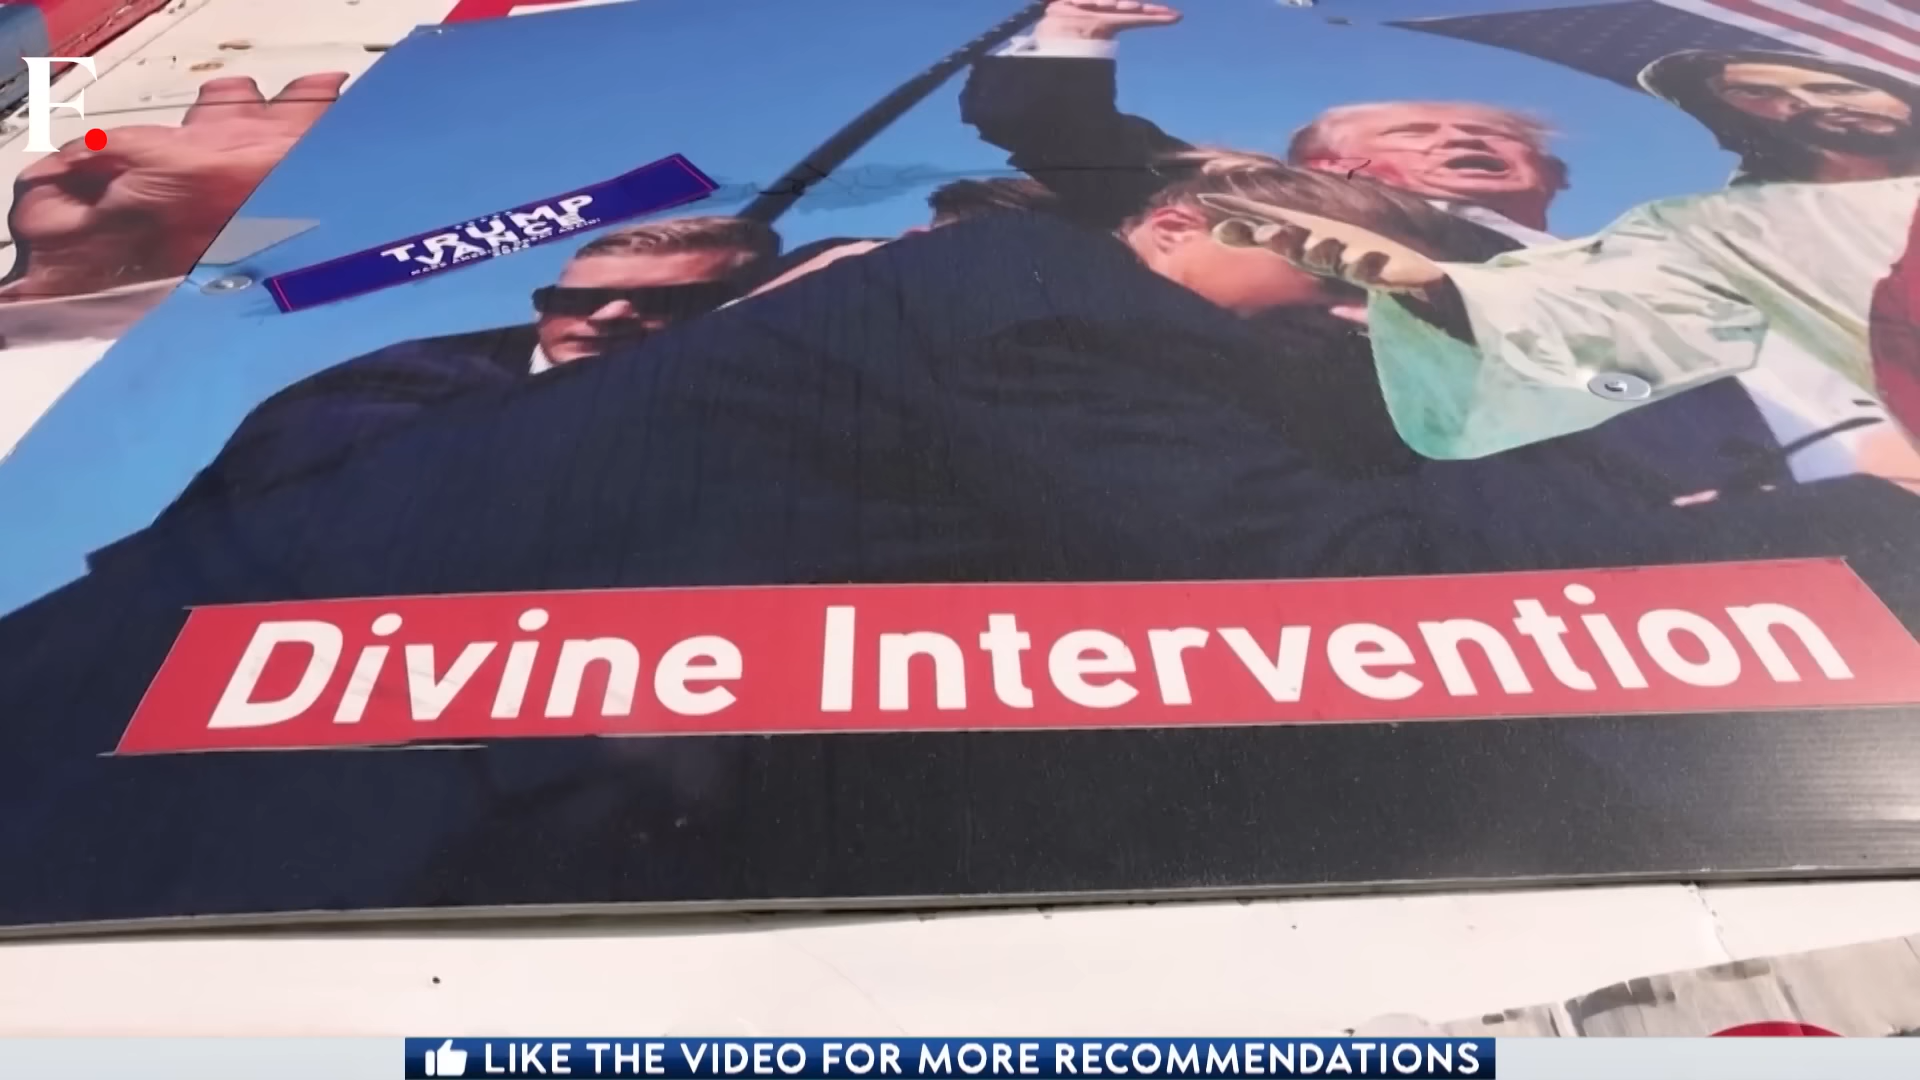 F.
TRUMP
VANCE
Divine Intervention
LIKE THE VIDEO FOR MORE RECOMMENDATIONS